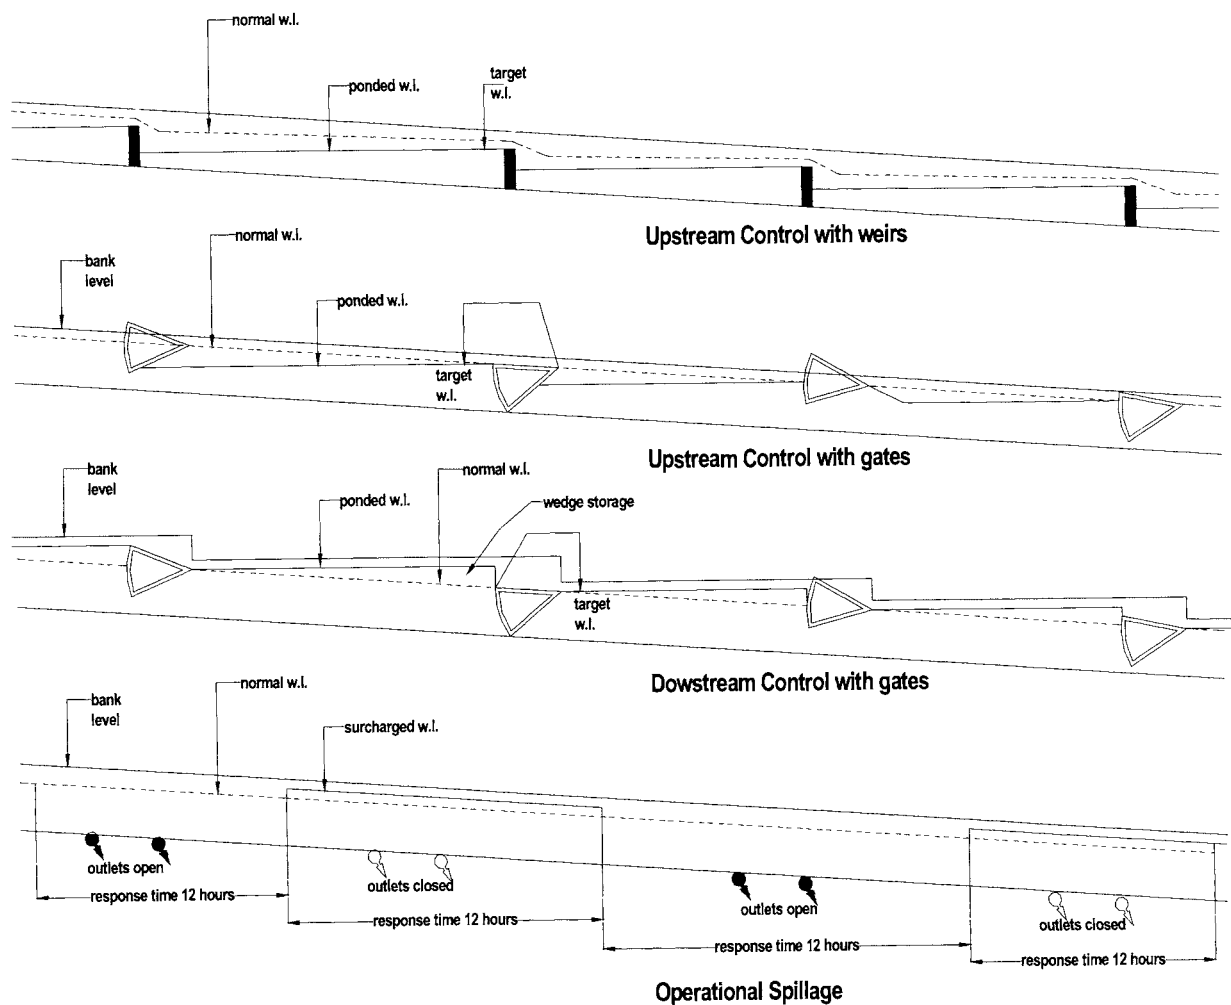 normal w.l.
ponded w.l.
target
w.l.
Upstream Control with weirs
normal w.l.
bank
level
ponded w.l.
target
w.l.
Upstream Control with gates
bank
level
normal w.l.
ponded w.l.
wedge storage
target
w.l.
Dowstream Control with gates
normal w.l.
bank
level
surcharged w.l.
outlets open
outlets closed
outlets open
outlets closed
response time 12 hours
response time 12 hours
response time 12 hours
response time 12 hours
Operational Spillage